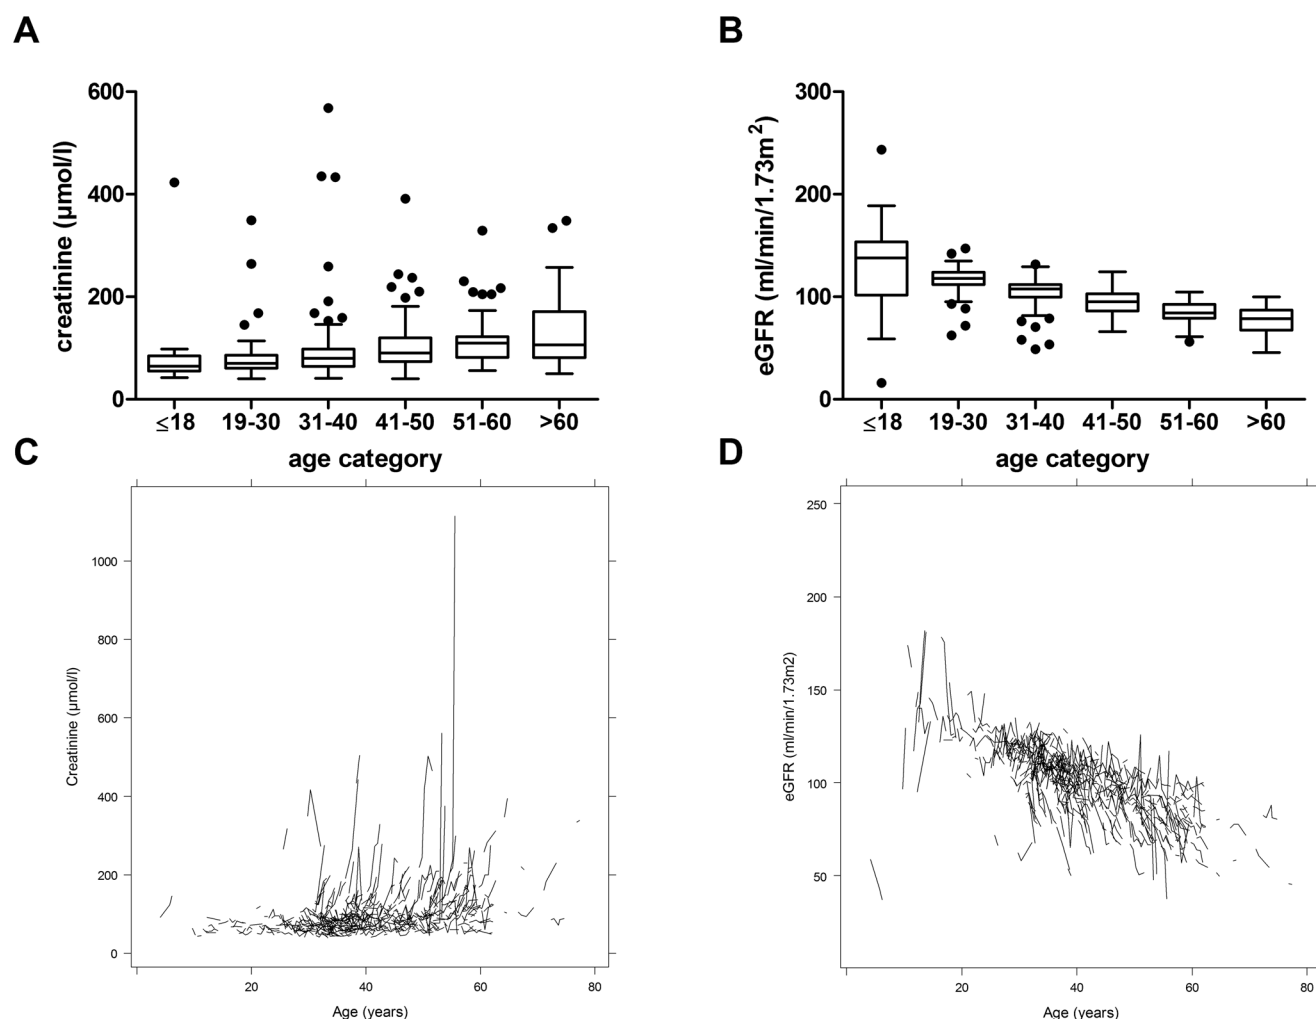 A
B
creatinine (µmol/l)
600
400
200
0
≤18 19-30 31-40 41-50 51-60 >60
age category
eGFR (ml/min/1.73m²)
300
200
100
0
≤18 19-30 31-40 41-50 51-60 >60
age category
C
D
Creatinine (µmol/l)
1000
800
600
400
200
0
20 40 60 80
Age (years)
eGFR (ml/min/1.73m2)
250
200
150
100
50
20 40 60 80
Age (years)